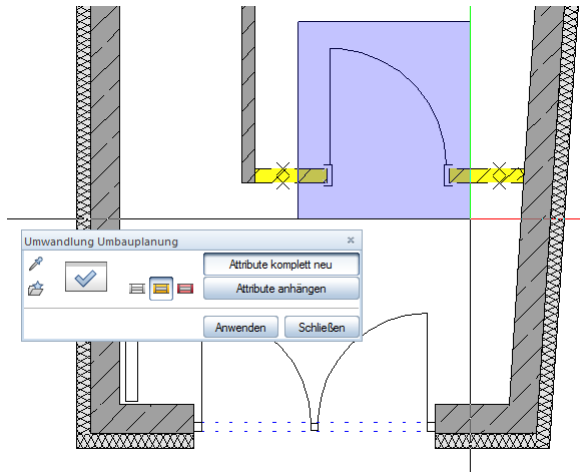 Umwandlung Umbauplanung
Attribute komplett neu
Attribute anhängen
Anwenden
Schließen